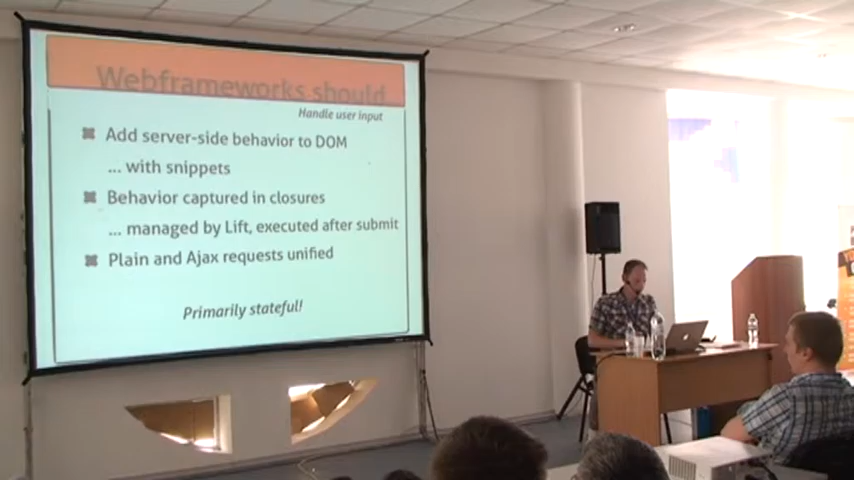 Webframeworks should
Handle user input
Add server-side behavior to DOM
... with snippets
Behavior captured in closures
... managed by Lift, executed after submit
Plain and Ajax requests unified
Primarily stateful!